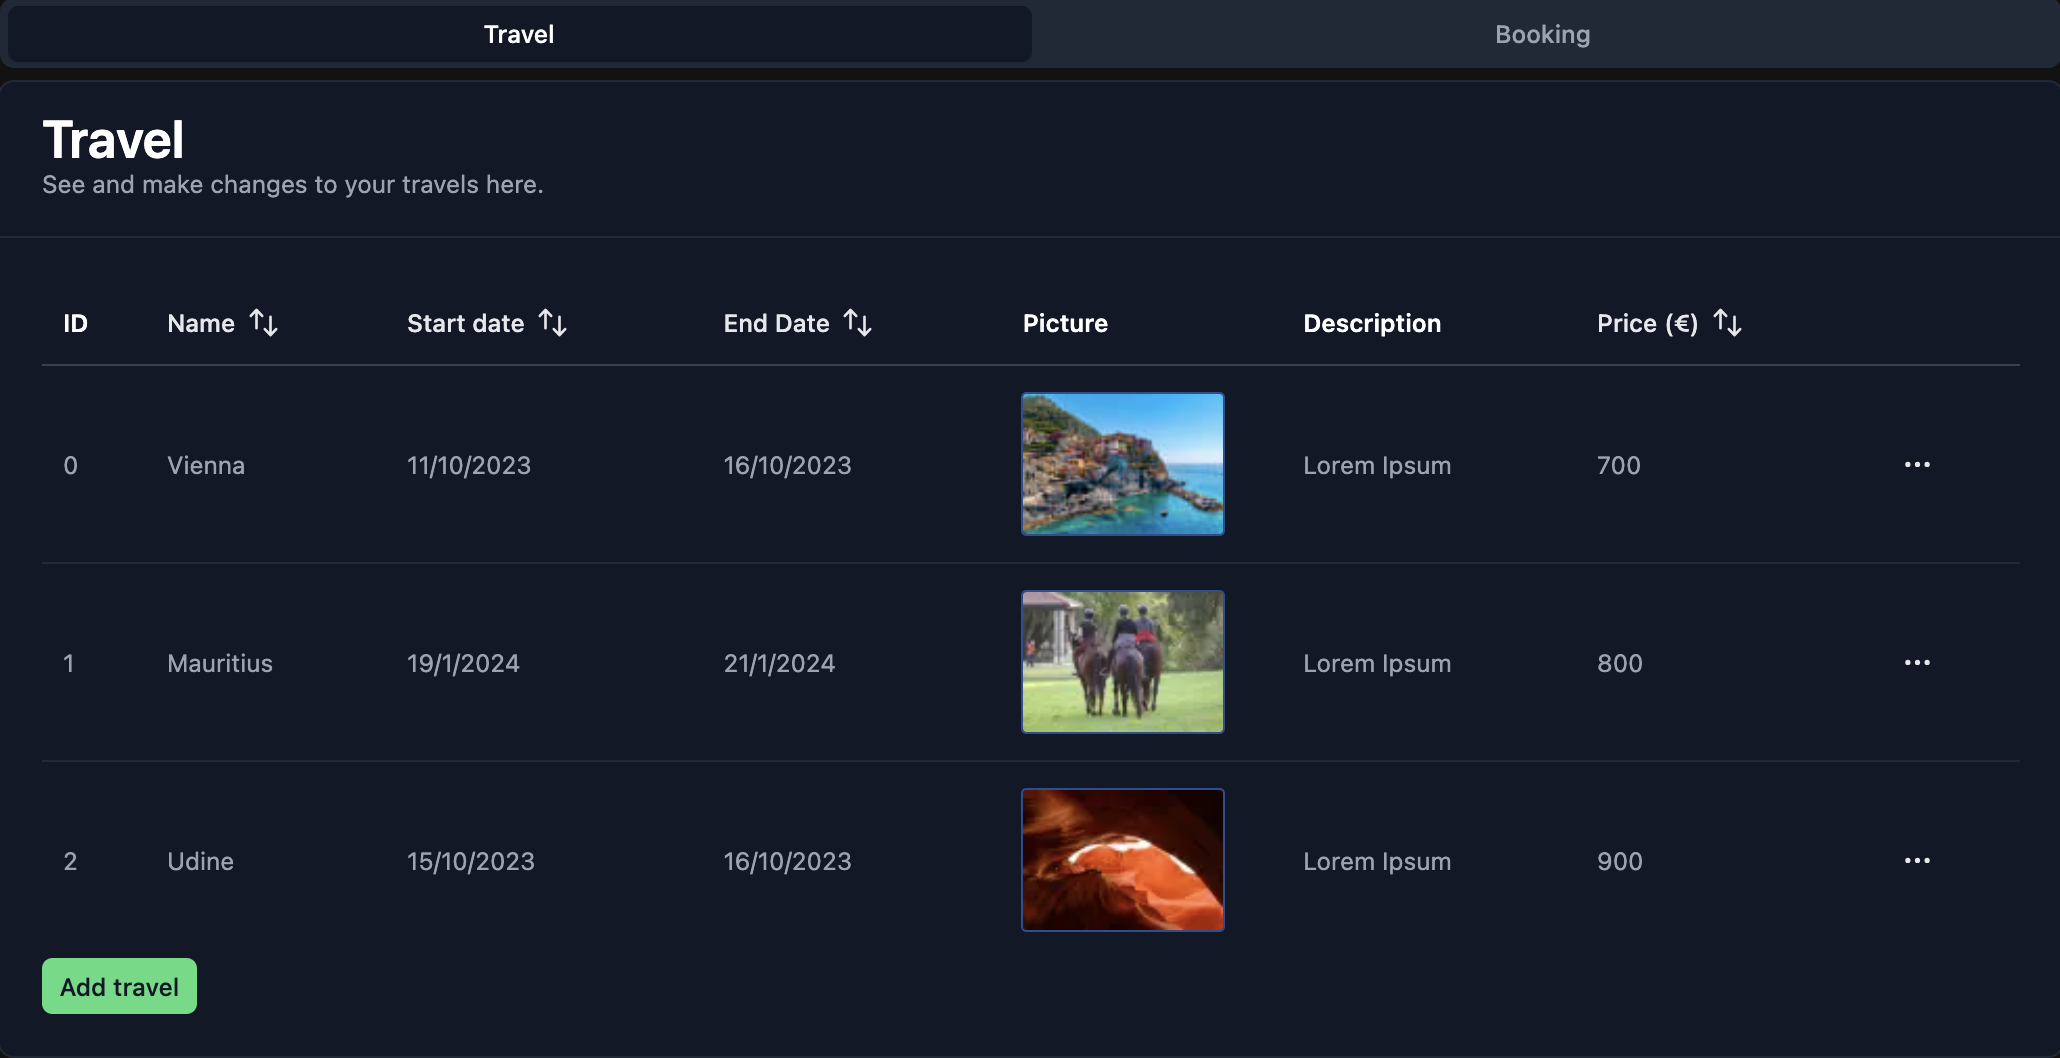 Travel Booking
Travel
See and make changes to your travels here.
ID Name Start date End Date Picture Description Price (€)
0 Vienna 11/10/2023 16/10/2023 Lorem Ipsum 700 ...
1 Mauritius 19/1/2024 21/1/2024 Lorem Ipsum 800 ...
2 Udine 15/10/2023 16/10/2023 Lorem Ipsum 900 ...
Add travel